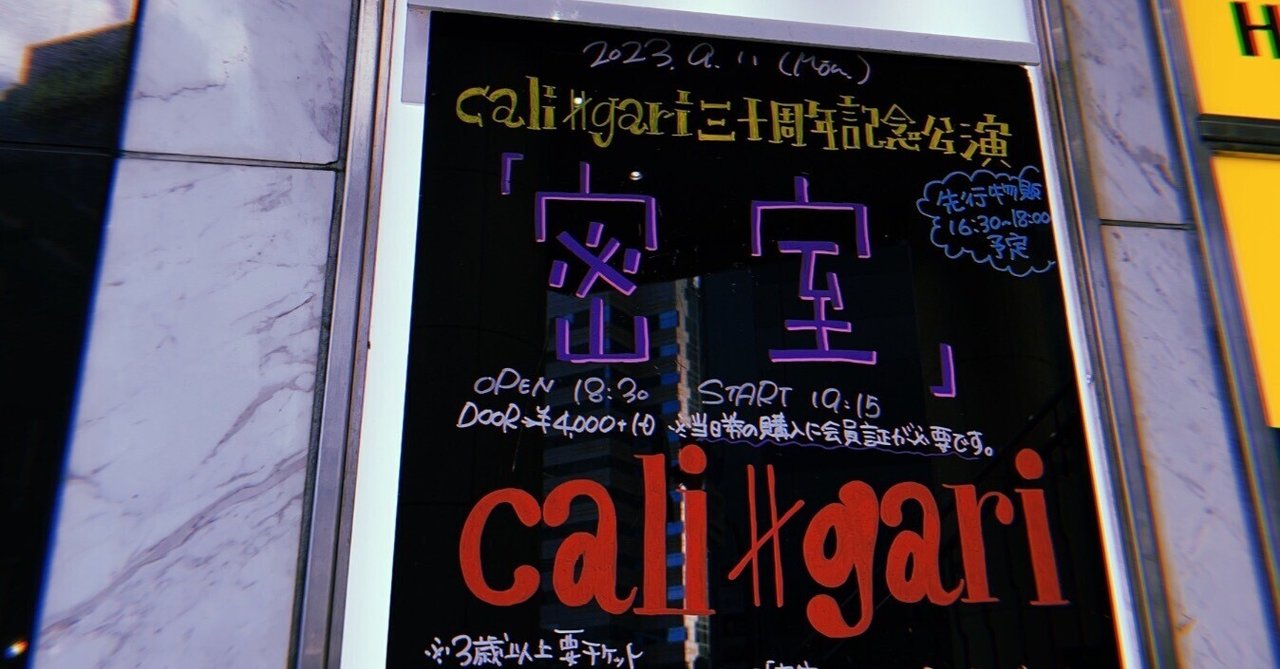 2023. 9. 11 (Mon.)
cali≠gari三十周年記念公演
「密室」
先行物販
16:30~18:00
予定
OPEN 18:30 START 19:15
DOOR→¥4,000+1D ※当日券の購入に会員証が必要です。
cali≠gari
※3歳以上要チケット
H